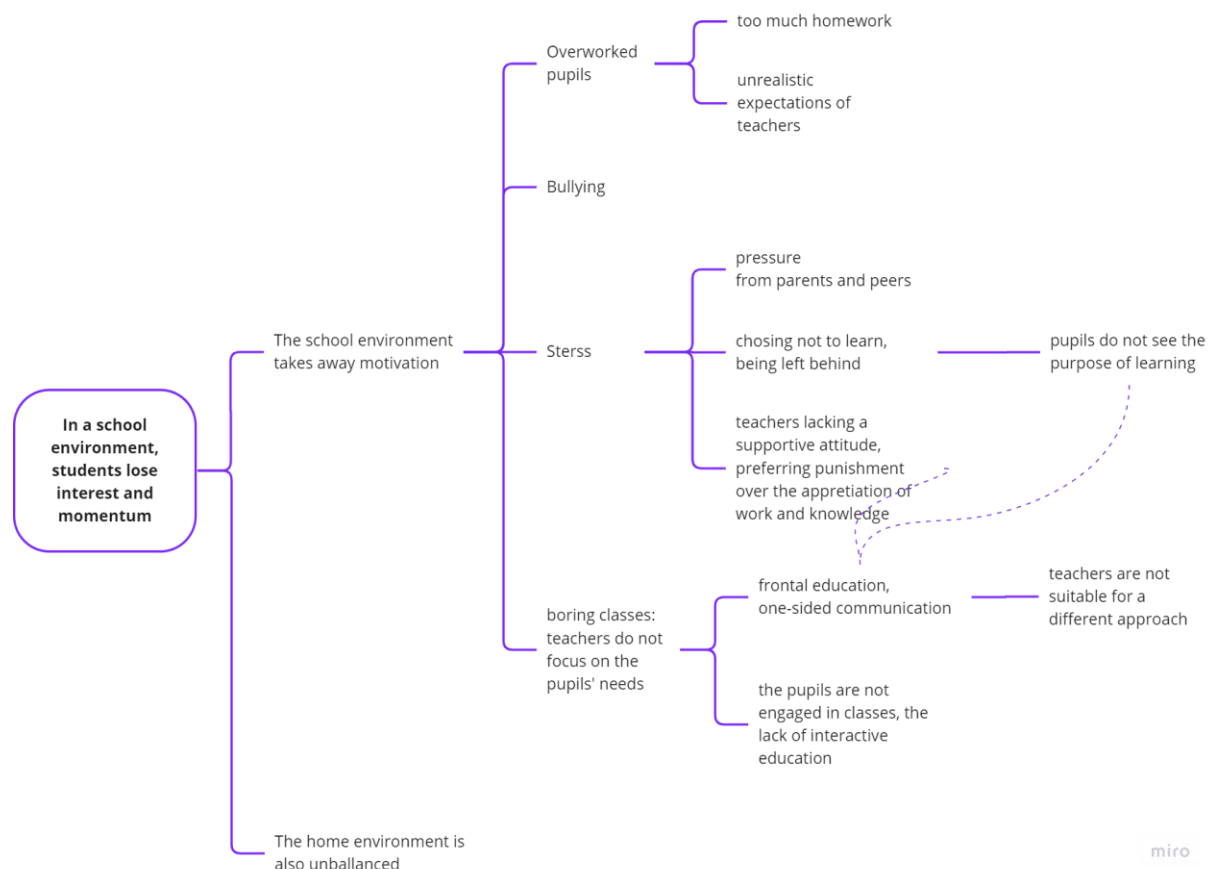 too much homework
Overworked
pupils
unrealistic
expectations of
teachers
Bullying
pressure
from parents and peers
The school environment
takes away motivation
Sterss
chosing not to learn,
being left behind
pupils do not see the
purpose of learning
In a school
environment,
students lose
interest and
momentum
teachers lacking a
supportive attitude,
preferring punishment
over the appretiation of
work and knowledge
boring classes:
teachers do not
focus on the
pupils' needs
frontal education,
one-sided communication
teachers are not
suitable for a
different approach
the pupils are not
engaged in classes, the
lack of interactive
education
The home environment is
also unballanced
miro